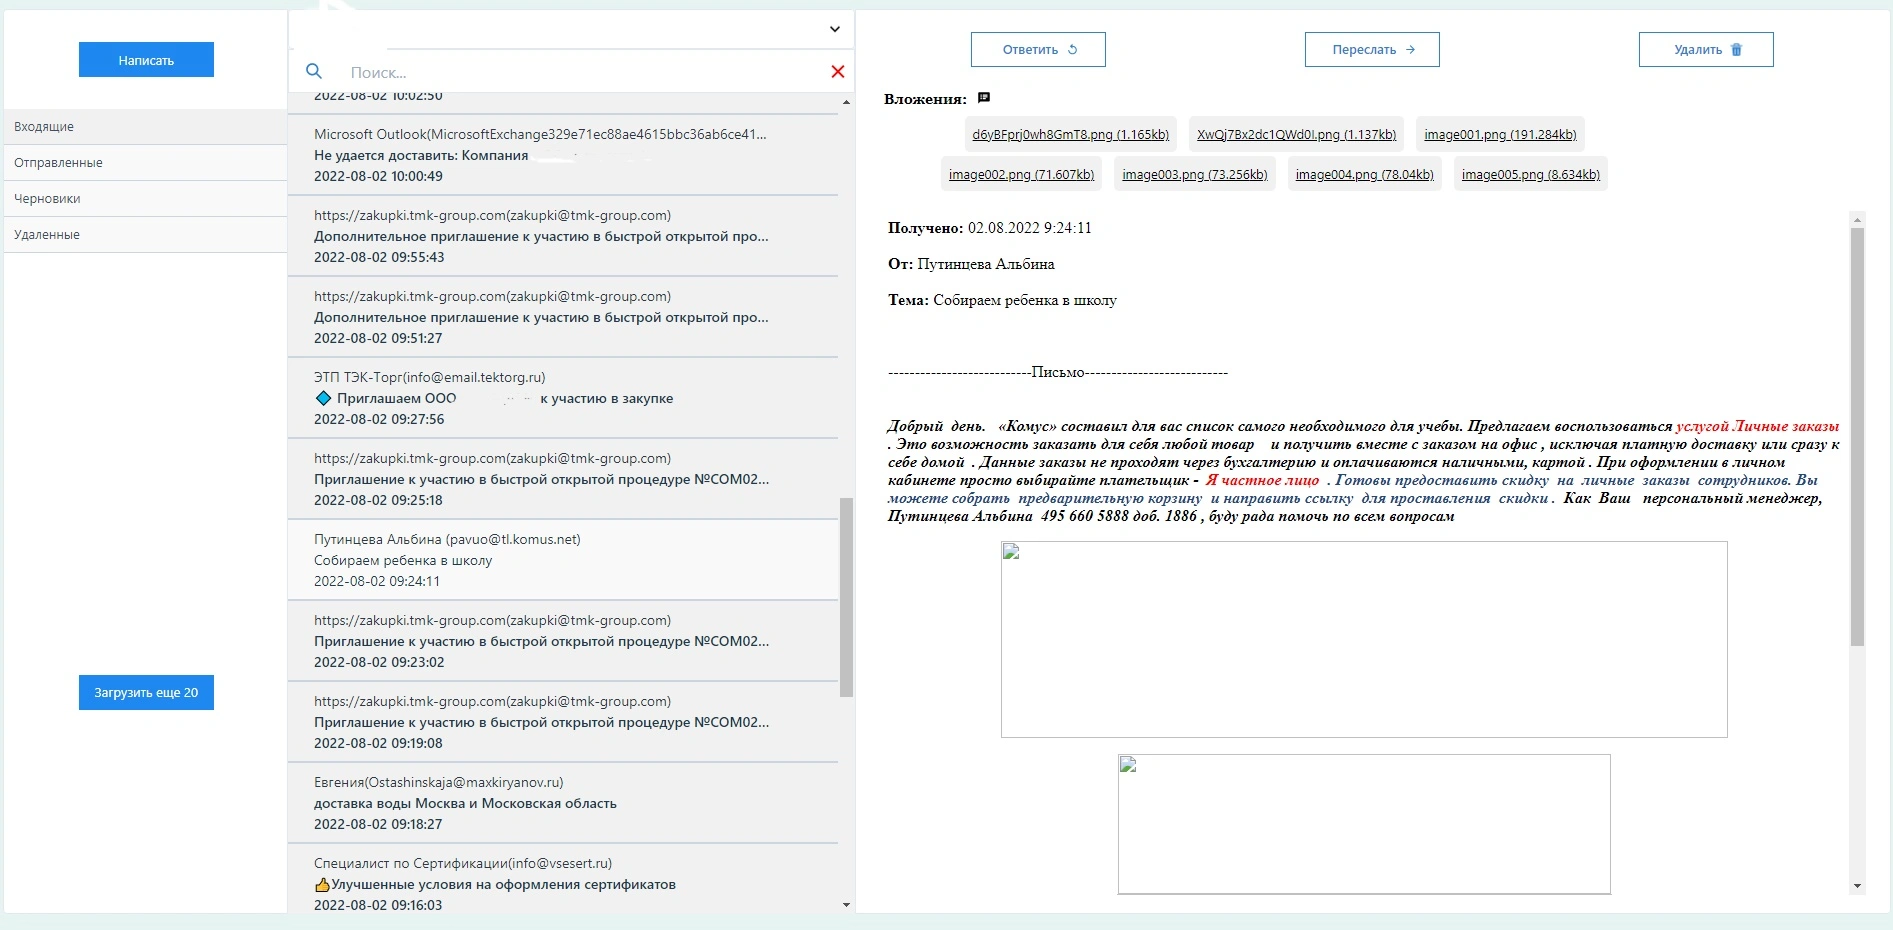 Написать
Входящие
Отправленные
Черновики
Удаленные
Загрузить еще 20
Поиск...
2022-08-02 10:02:50
Microsoft Outlook(MicrosoftExchange329e71ec88ae4615bbc36ab6ce41...
Не удается доставить: Компания
2022-08-02 10:00:49
https://zakupki.tmk-group.com(zakupki@tmk-group.com)
Дополнительное приглашение к участию в быстрой открытой про...
2022-08-02 09:55:43
https://zakupki.tmk-group.com(zakupki@tmk-group.com)
Дополнительное приглашение к участию в быстрой открытой про...
2022-08-02 09:51:27
ЭТП ТЭК-Торг(info@email.tektorg.ru)
🔷 Приглашаем ООО к участию в закупке
2022-08-02 09:27:56
https://zakupki.tmk-group.com(zakupki@tmk-group.com)
Приглашение к участию в быстрой открытой процедуре №COM02...
2022-08-02 09:25:18
Путинцева Альбина (pavuo@tl.komus.net)
Собираем ребенка в школу
2022-08-02 09:24:11
https://zakupki.tmk-group.com(zakupki@tmk-group.com)
Приглашение к участию в быстрой открытой процедуре №COM02...
2022-08-02 09:23:02
https://zakupki.tmk-group.com(zakupki@tmk-group.com)
Приглашение к участию в быстрой открытой процедуре №COM02...
2022-08-02 09:19:08
Евгения(Ostashinskaja@maxkiryanov.ru)
доставка воды Москва и Московская область
2022-08-02 09:18:27
Специалист по Сертификации(info@vsesert.ru)
👍Улучшенные условия на оформления сертификатов
2022-08-02 09:16:03
Ответить
Переслать
Удалить
Вложения:
d6yBFprj0wh8GmT8.png (1.165kb) XwQj7Bx2dc1QWd0I.png (1.137kb) image001.png (191.284kb)
image002.png (71.607kb) image003.png (73.256kb) image004.png (78.04kb) image005.png (8.634kb)
Получено: 02.08.2022 9:24:11
От: Путинцева Альбина
Тема: Собираем ребенка в школу
---------------------------Письмо---------------------------
Добрый день. «Комус» составил для вас список самого необходимого для учебы. Предлагаем воспользоваться услугой Личные заказы
. Это возможность заказать для себя любой товар и получить вместе с заказом на офис , исключая платную доставку или сразу к
себе домой . Данные заказы не проходят через бухгалтерию и оплачиваются наличными, картой . При оформлении в личном
кабинете просто выбирайте плательщик - Я частное лицо . Готовы предоставить скидку на личные заказы сотрудников. Вы
можете собрать предварительную корзину и направить ссылку для проставления скидки . Как Ваш персональный менеджер,
Путинцева Альбина 495 660 5888 доб. 1886 , буду рада помочь по всем вопросам